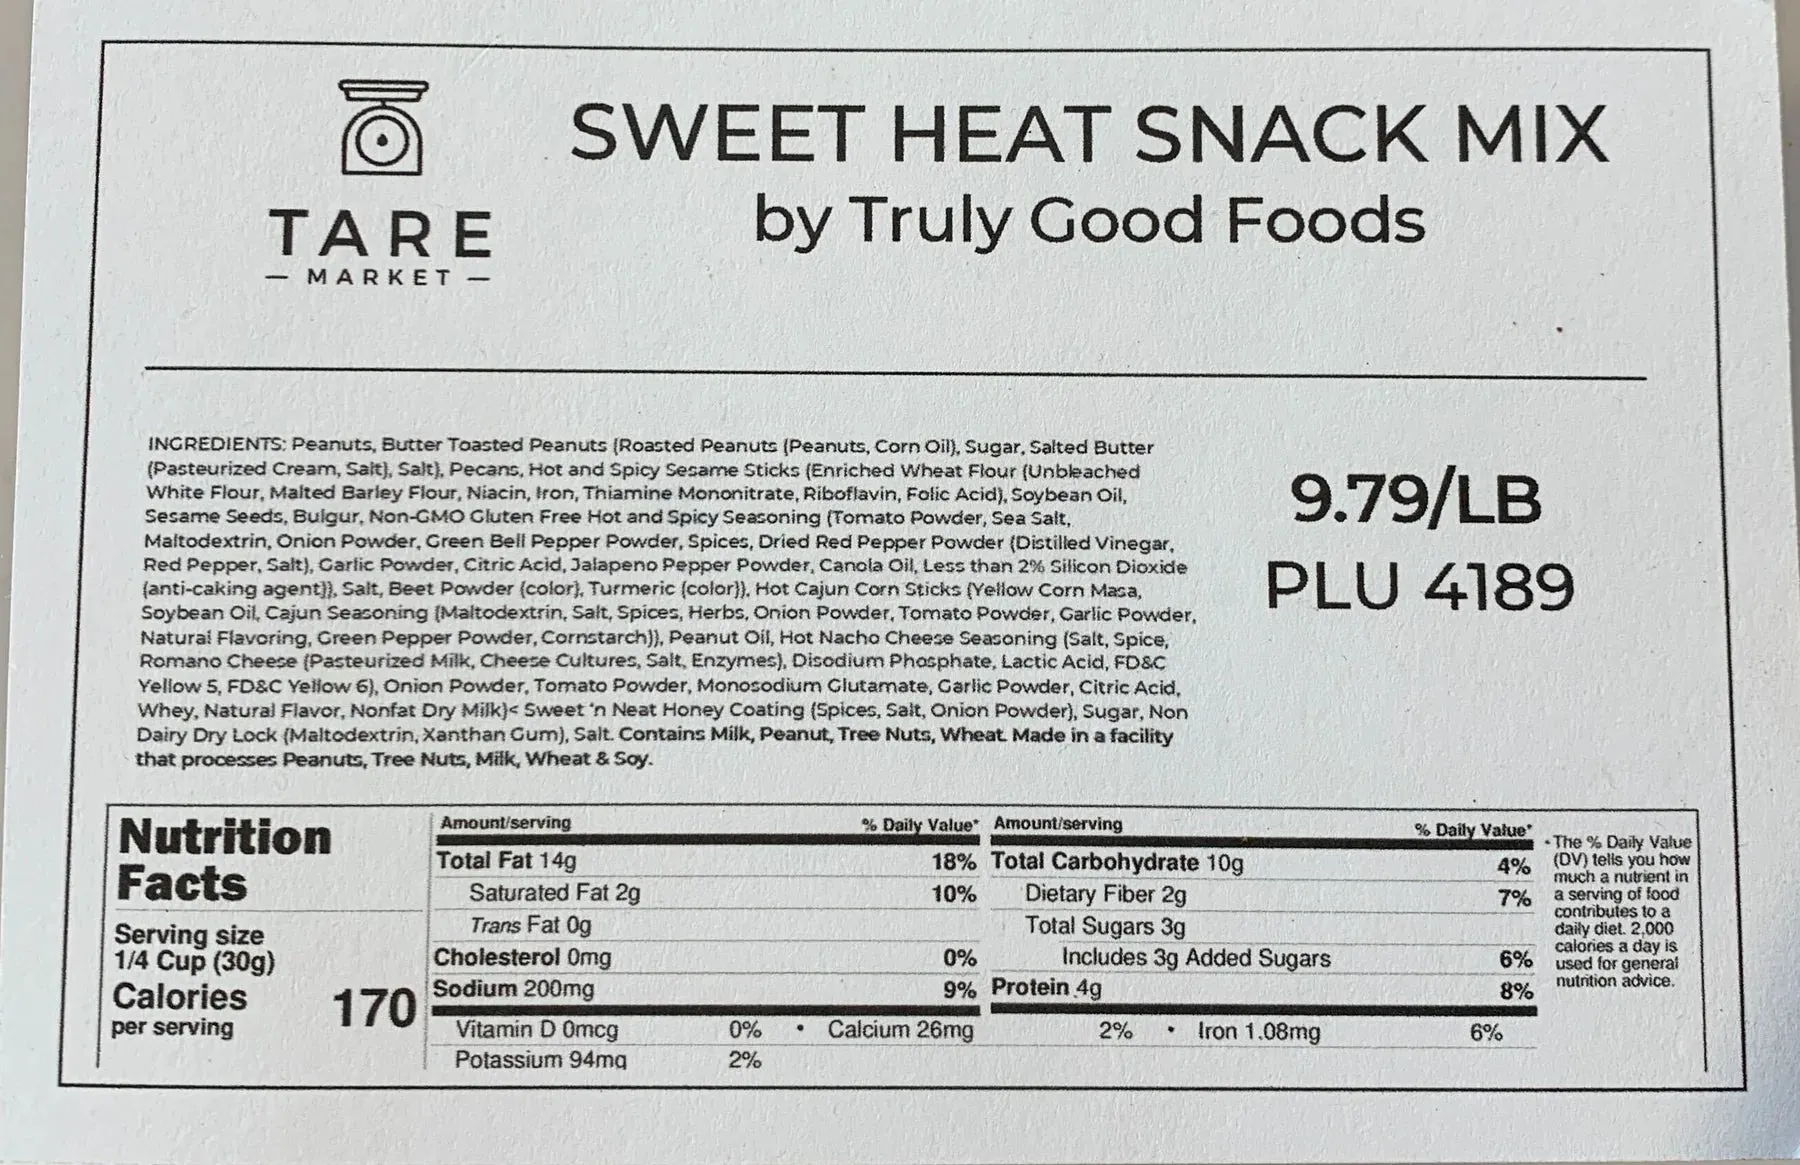 SWEET HEAT SNACK MIX
by Truly Good Foods
TARE
— MARKET —
INGREDIENTS: Peanuts, Butter Toasted Peanuts {Roasted Peanuts {Peanuts, Corn Oil}, Sugar, Salted Butter
{Pasteurized Cream, Salt}, Salt}, Pecans, Hot and Spicy Sesame Sticks {Enriched Wheat Flour {Unbleached
White Flour, Malted Barley Flour, Niacin, Iron, Thiamine Mononitrate, Riboflavin, Folic Acid}, Soybean Oil,
Sesame Seeds, Bulgur, Non-GMO Gluten Free Hot and Spicy Seasoning {Tomato Powder, Sea Salt,
Maltodextrin, Onion Powder, Green Bell Pepper Powder, Spices, Dried Red Pepper Powder {Distilled Vinegar,
Red Pepper, Salt}, Garlic Powder, Citric Acid, Jalapeno Pepper Powder, Canola Oil, Less than 2% Silicon Dioxide
{anti-caking agent}}, Salt, Beet Powder {color}, Turmeric {color}}, Hot Cajun Corn Sticks {Yellow Corn Masa,
Soybean Oil, Cajun Seasoning {Maltodextrin, Salt, Spices, Herbs, Onion Powder, Tomato Powder, Garlic Powder,
Natural Flavoring, Green Pepper Powder, Cornstarch}}, Peanut Oil, Hot Nacho Cheese Seasoning {Salt, Spice,
Romano Cheese {Pasteurized Milk, Cheese Cultures, Salt, Enzymes}, Disodium Phosphate, Lactic Acid, FD&C
Yellow 5, FD&C Yellow 6}, Onion Powder, Tomato Powder, Monosodium Glutamate, Garlic Powder, Citric Acid,
Whey, Natural Flavor, Nonfat Dry Milk}< Sweet 'n Neat Honey Coating {Spices, Salt, Onion Powder}, Sugar, Non
Dairy Dry Lock {Maltodextrin, Xanthan Gum}, Salt. Contains Milk, Peanut, Tree Nuts, Wheat. Made in a facility
that processes Peanuts, Tree Nuts, Milk, Wheat & Soy.
9.79/LB
PLU 4189
Nutrition
Facts
Serving size
1/4 Cup (30g)
Calories 170
per serving
Amount/serving % Daily Value*
Total Fat 14g 18%
Saturated Fat 2g 10%
Trans Fat 0g
Cholesterol 0mg 0%
Sodium 200mg 9%
Amount/serving % Daily Value*
Total Carbohydrate 10g 4%
Dietary Fiber 2g 7%
Total Sugars 3g
Includes 3g Added Sugars 6%
Protein 4g 8%
Vitamin D 0mcg 0% • Calcium 26mg 2% • Iron 1.08mg 6%
Potassium 94mg 2%
*The % Daily Value
(DV) tells you how
much a nutrient in
a serving of food
contributes to a
daily diet. 2,000
calories a day is
used for general
nutrition advice.